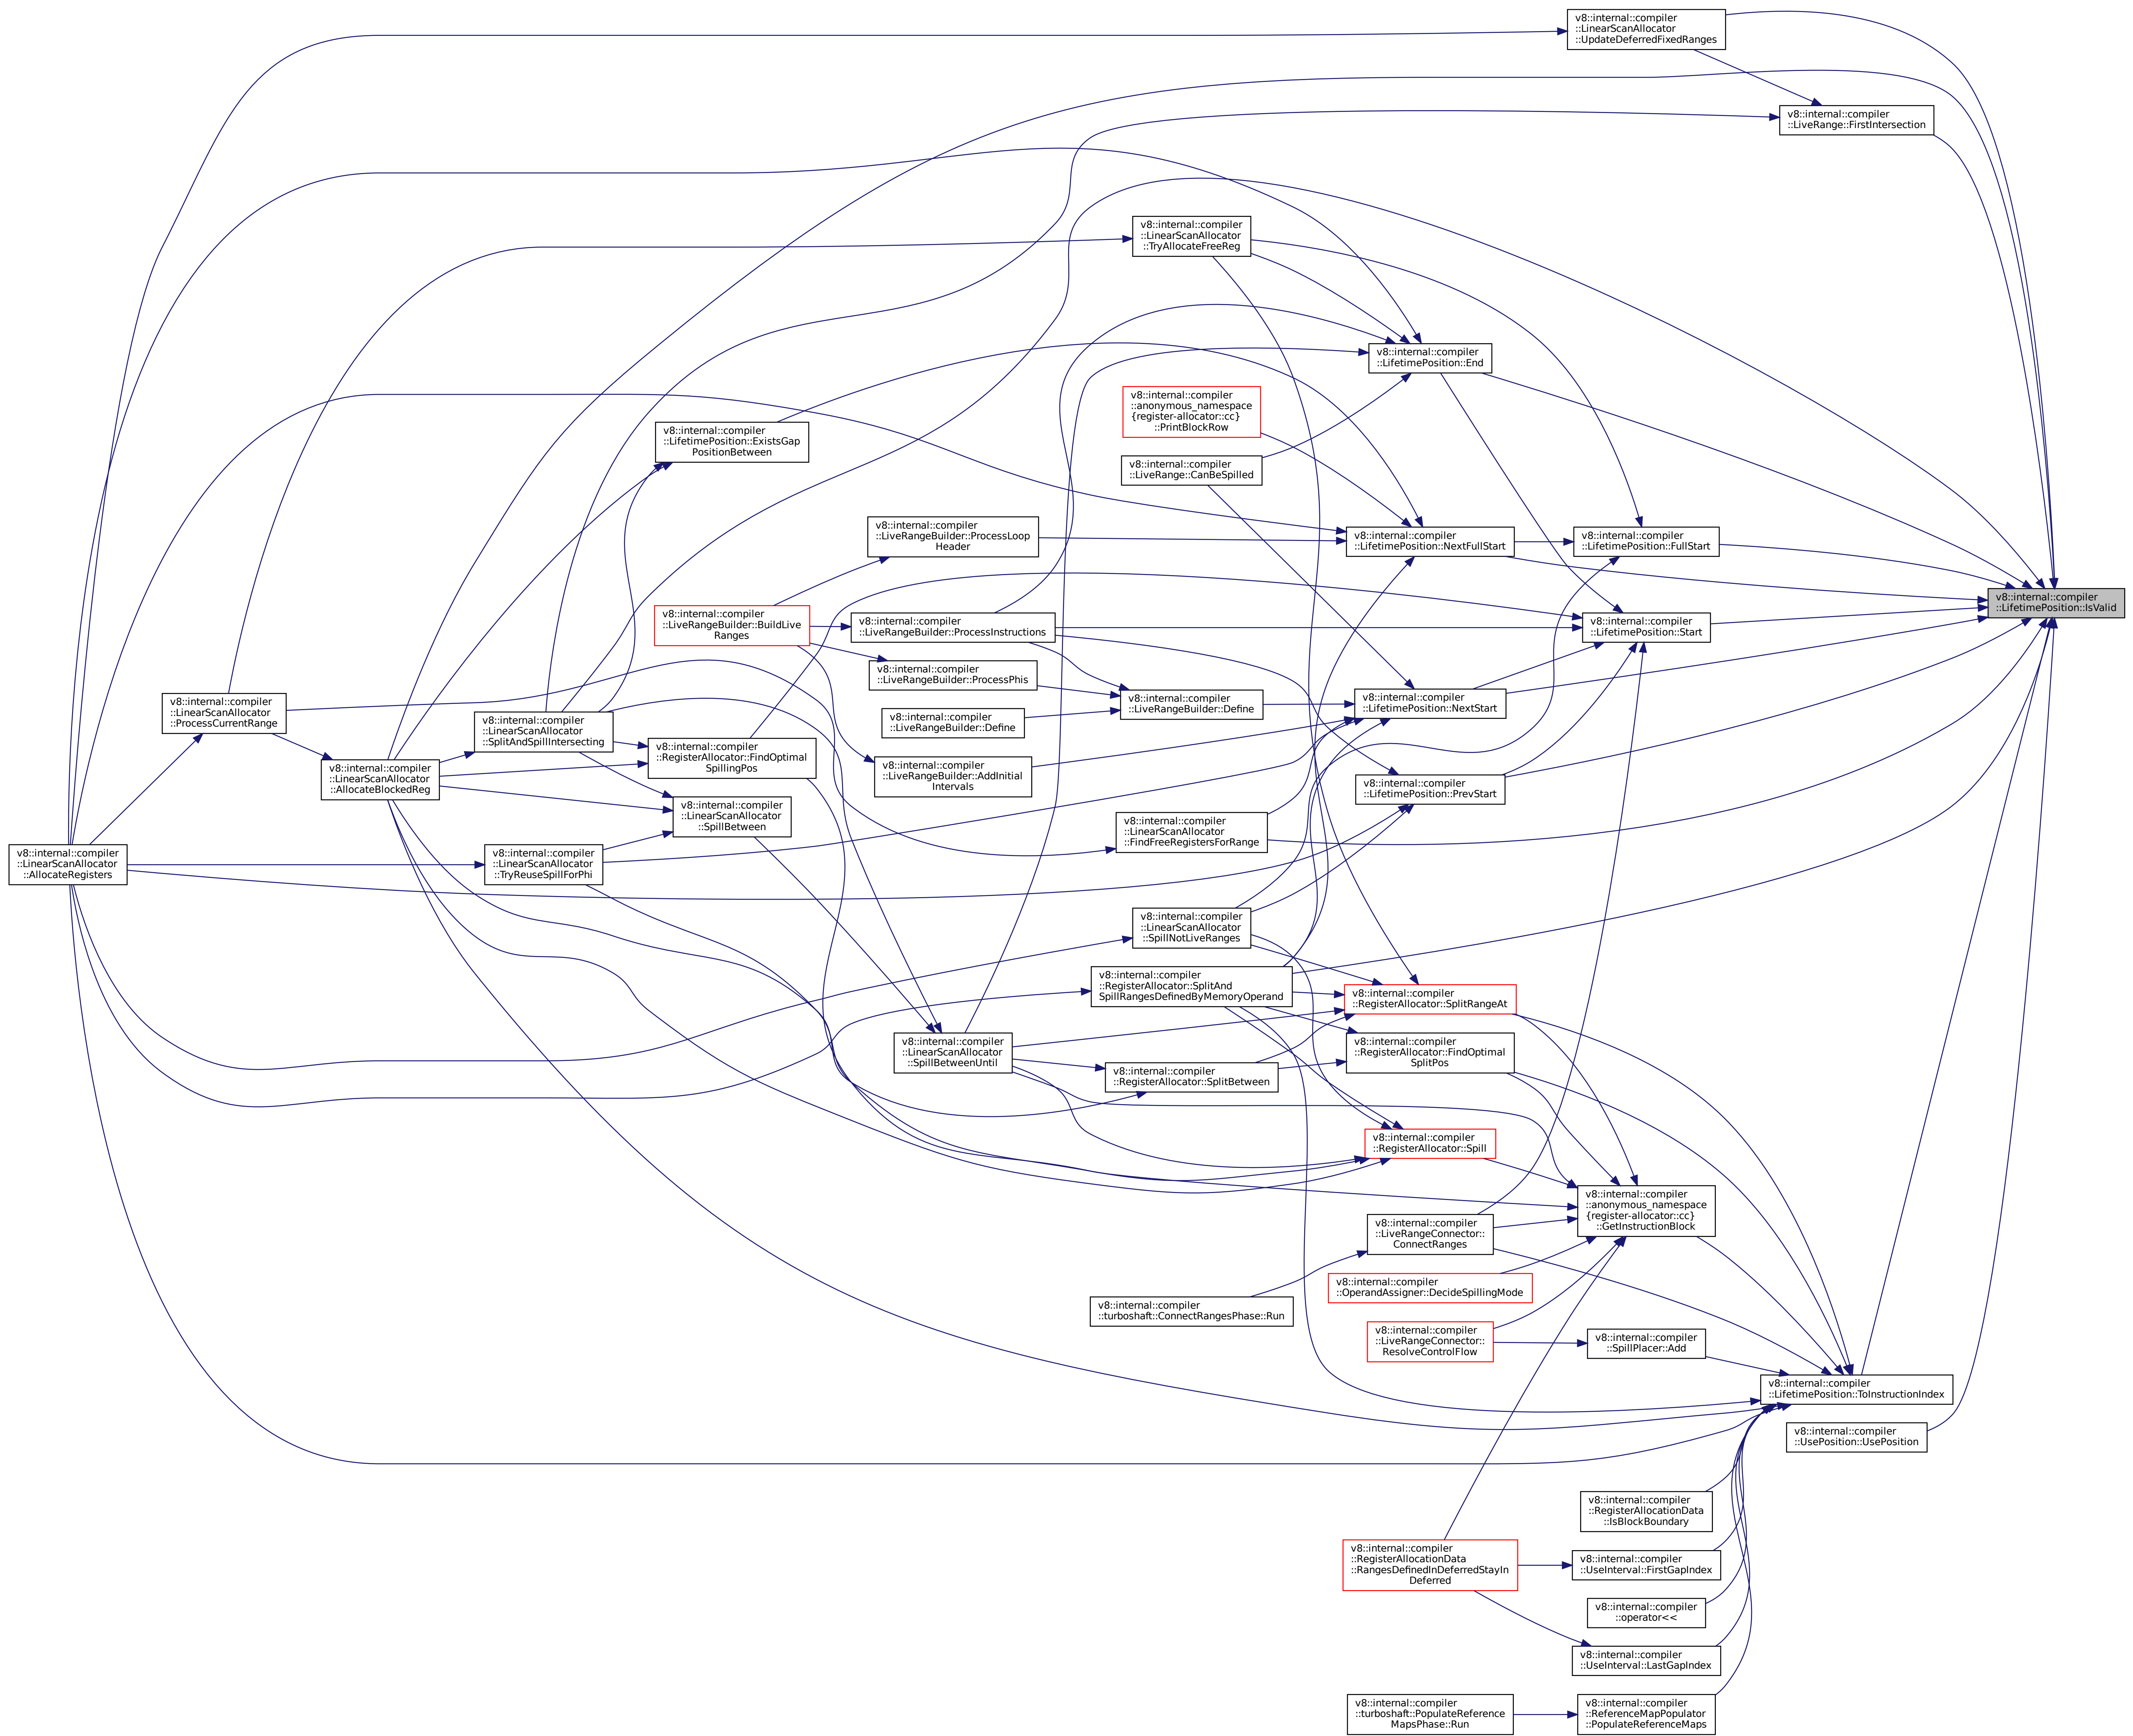 v8::internal::compiler
::LinearScanAllocator
::UpdateDeferredFixedRanges
v8::internal::compiler
::LiveRange::FirstIntersection
v8::internal::compiler
::LinearScanAllocator
::TryAllocateFreeReg
v8::internal::compiler
::LifetimePosition::End
v8::internal::compiler
::anonymous_namespace
{register-allocator::cc}
::PrintBlockRow
v8::internal::compiler
::LifetimePosition::ExistsGap
PositionBetween
v8::internal::compiler
::LiveRange::CanBeSpilled
v8::internal::compiler
::LiveRangeBuilder::ProcessLoop
Header
v8::internal::compiler
::LifetimePosition::NextFullStart
v8::internal::compiler
::LifetimePosition::FullStart
v8::internal::compiler
::LifetimePosition::IsValid
v8::internal::compiler
::LiveRangeBuilder::BuildLive
Ranges
v8::internal::compiler
::LiveRangeBuilder::ProcessInstructions
v8::internal::compiler
::LifetimePosition::Start
v8::internal::compiler
::LiveRangeBuilder::ProcessPhis
v8::internal::compiler
::LiveRangeBuilder::Define
v8::internal::compiler
::LifetimePosition::NextStart
v8::internal::compiler
::LinearScanAllocator
::ProcessCurrentRange
v8::internal::compiler
::LinearScanAllocator
::SplitAndSpillIntersecting
v8::internal::compiler
::LiveRangeBuilder::Define
v8::internal::compiler
::RegisterAllocator::FindOptimal
SpillingPos
v8::internal::compiler
::LinearScanAllocator
::AllocateBlockedReg
v8::internal::compiler
::LiveRangeBuilder::AddInitial
Intervals
v8::internal::compiler
::LifetimePosition::PrevStart
v8::internal::compiler
::LinearScanAllocator
::SpillBetween
v8::internal::compiler
::LinearScanAllocator
::FindFreeRegistersForRange
v8::internal::compiler
::LinearScanAllocator
::AllocateRegisters
v8::internal::compiler
::LinearScanAllocator
::TryReuseSpillForPhi
v8::internal::compiler
::LinearScanAllocator
::SpillNotLiveRanges
v8::internal::compiler
::RegisterAllocator::SplitAnd
SpillRangesDefinedByMemoryOperand
v8::internal::compiler
::RegisterAllocator::SplitRangeAt
v8::internal::compiler
::LinearScanAllocator
::SpillBetweenUntil
v8::internal::compiler
::RegisterAllocator::FindOptimal
SplitPos
v8::internal::compiler
::RegisterAllocator::SplitBetween
v8::internal::compiler
::RegisterAllocator::Spill
v8::internal::compiler
::anonymous_namespace
{register-allocator::cc}
::GetInstructionBlock
v8::internal::compiler
::LiveRangeConnector::
ConnectRanges
v8::internal::compiler
::OperandAssigner::DecideSpillingMode
v8::internal::compiler
::turboshaft::ConnectRangesPhase::Run
v8::internal::compiler
::LiveRangeConnector::
ResolveControlFlow
v8::internal::compiler
::SpillPlacer::Add
v8::internal::compiler
::LifetimePosition::ToInstructionIndex
v8::internal::compiler
::UsePosition::UsePosition
v8::internal::compiler
::RegisterAllocationData
::IsBlockBoundary
v8::internal::compiler
::RegisterAllocationData
::RangesDefinedInDeferredStayIn
Deferred
v8::internal::compiler
::UseInterval::FirstGapIndex
v8::internal::compiler
::operator<<
v8::internal::compiler
::UseInterval::LastGapIndex
v8::internal::compiler
::turboshaft::PopulateReference
MapsPhase::Run
v8::internal::compiler
::ReferenceMapPopulator
::PopulateReferenceMaps